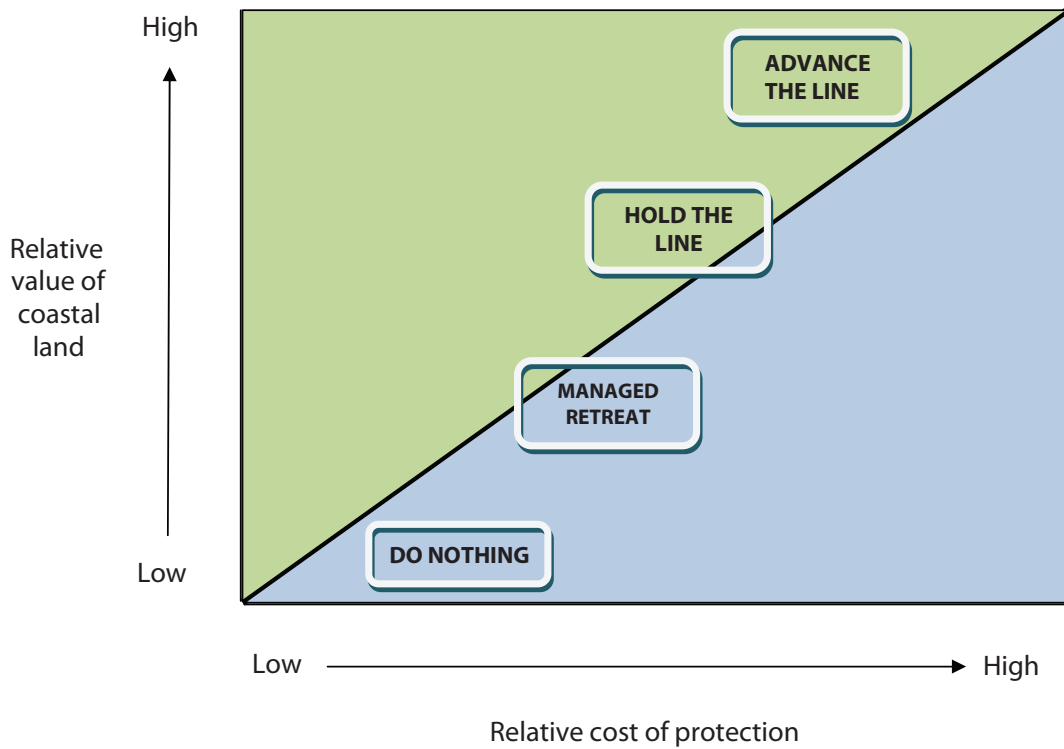 High
ADVANCE
THE LINE
HOLD THE
LINE
Relative
value of
coastal
land
MANAGED
RETREAT
DO NOTHING
Low
Low
High
Relative cost of protection